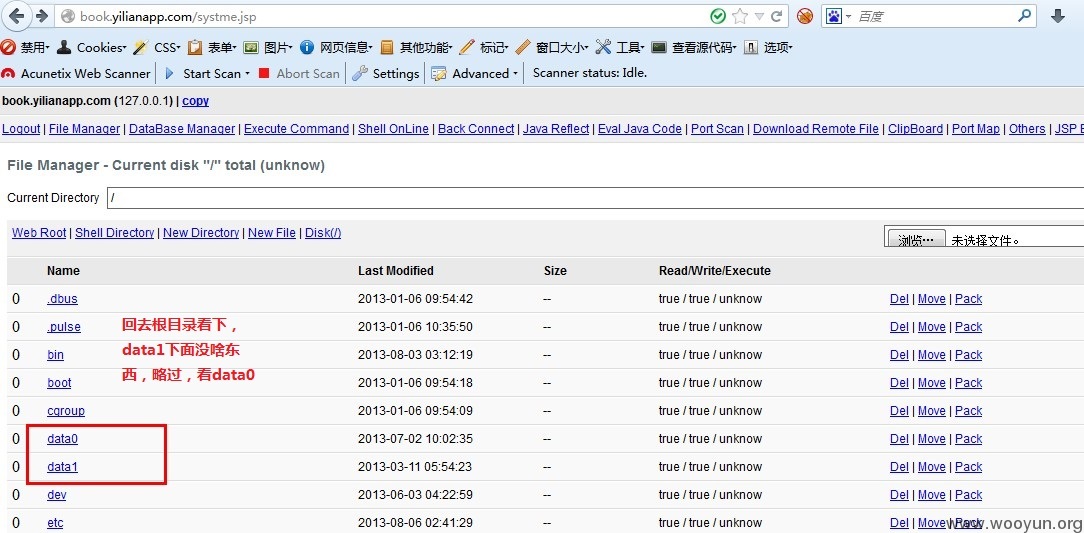 book.yilianapp.com/systme.jsp
百度
禁用 Cookies CSS 表单 图片 网页信息 其他功能 标记 窗口大小 工具 查看源代码 选项
Acunetix Web Scanner Start Scan Abort Scan Settings Advanced Scanner status: Idle.
book.yilianapp.com (127.0.0.1) | copy
Logout | File Manager | DataBase Manager | Execute Command | Shell OnLine | Back Connect | Java Reflect | Eval Java Code | Port Scan | Download Remote File | ClipBoard | Port Map | Others | JSP E
File Manager - Current disk "/" total (unknow)
Current Directory /
Web Root | Shell Directory | New Directory | New File | Disk(/) 浏览… 未选择文件。
Name Last Modified Size Read/Write/Execute
0 .dbus 2013-01-06 09:54:42 -- true / true / unknow Del | Move | Pack
0 .pulse 2013-01-06 10:35:50 -- true / true / unknow Del | Move | Pack
0 bin 2013-08-03 03:12:19 -- true / true / unknow Del | Move | Pack
0 boot 2013-01-06 09:54:18 -- true / true / unknow Del | Move | Pack
0 cgroup 2013-01-06 09:54:09 -- true / true / unknow Del | Move | Pack
0 data0 2013-07-02 10:02:35 -- true / true / unknow Del | Move | Pack
0 data1 2013-03-11 05:54:23 -- true / true / unknow Del | Move | Pack
0 dev 2013-06-03 04:22:59 -- true / true / unknow Del | Move | Pack
0 etc 2013-08-06 02:41:29 -- true / true / unknow Del | Move | Pack
回去根目录看下，
data1下面没啥东
西，略过，看data0
www.wooyun.org